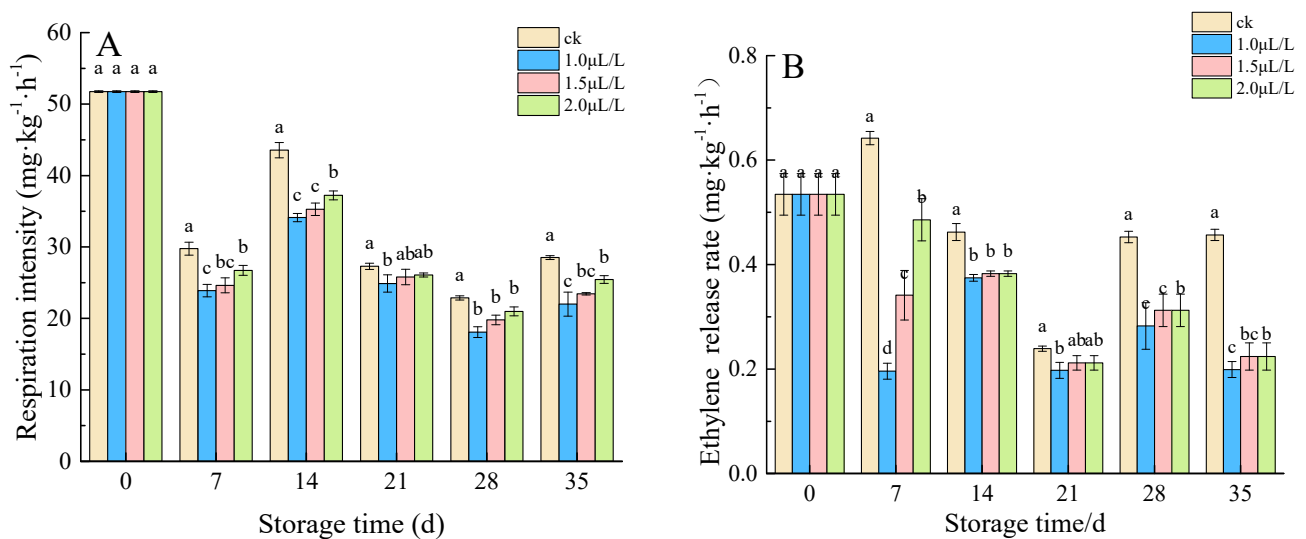 A
ck
1.0μL/L
1.5μL/L
2.0μL/L
Respiration intensity (mg·kg⁻¹·h⁻¹)
60
50
40
30
20
10
0
a a a a
a c bc b
a c c b
a b ab ab
a b b b
a c bc b
0 7 14 21 28 35
Storage time (d)
B
ck
1.0μL/L
1.5μL/L
2.0μL/L
Ethylene release rate (mg·kg⁻¹·h⁻¹)
0.8
0.6
0.4
0.2
0.0
a a a a
a d c b
a b b b
a b ab ab
a c c b
a c bc b
0 7 14 21 28 35
Storage time/d